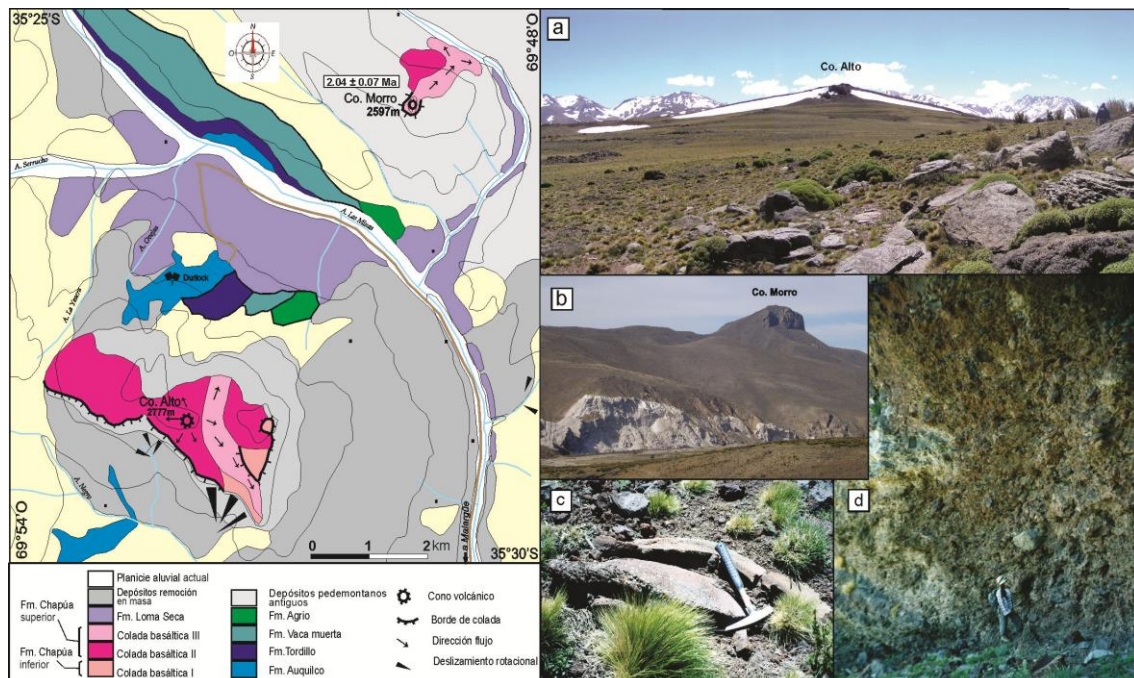 35°25'S
69°48'O
N
O
E
S
2.04 ± 0.07 Ma
Co. Morro
2597m
A. Serrucho
A. Las Minas
Durlock
A. La Ynesca
Co. Alto
2777m
69°54'O
0 1 2 km
a Malargüe
35°30'S
Planicie aluvial actual
Depósitos remoción
en masa
Fm. Loma Seca
Fm. Chapúa
superior
Colada basáltica III
Colada basáltica II
Fm. Chapúa
inferior
Colada basáltica I
Depósitos pedemontanos
antiguos
Fm. Agrio
Fm. Vaca muerta
Fm.Tordillo
Fm. Auquilco
Cono volcánico
Borde de colada
Dirección flujo
Deslizamiento rotacional
a
Co. Alto
b
Co. Morro
c
d